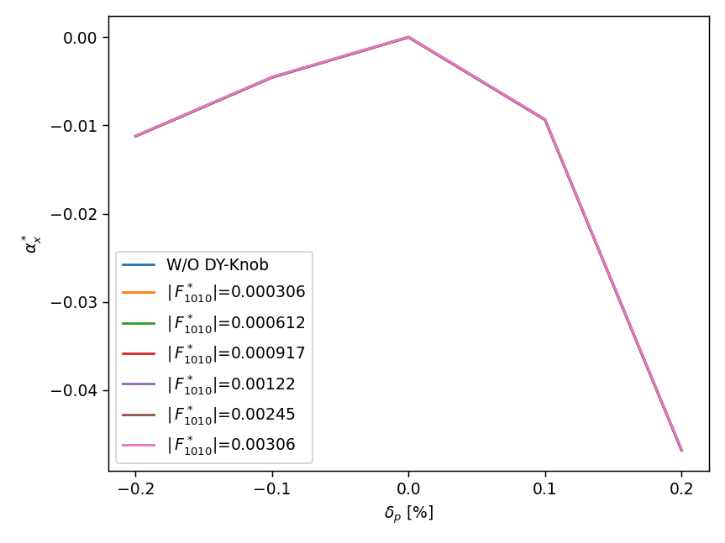 0.00
−0.01
−0.02
−0.03
−0.04
α*ₓ
W/O DY-Knob
|F*₁₀₁₀|=0.000306
|F*₁₀₁₀|=0.000612
|F*₁₀₁₀|=0.000917
|F*₁₀₁₀|=0.00122
|F*₁₀₁₀|=0.00245
|F*₁₀₁₀|=0.00306
−0.2 −0.1 0.0 0.1 0.2
δₚ [%]